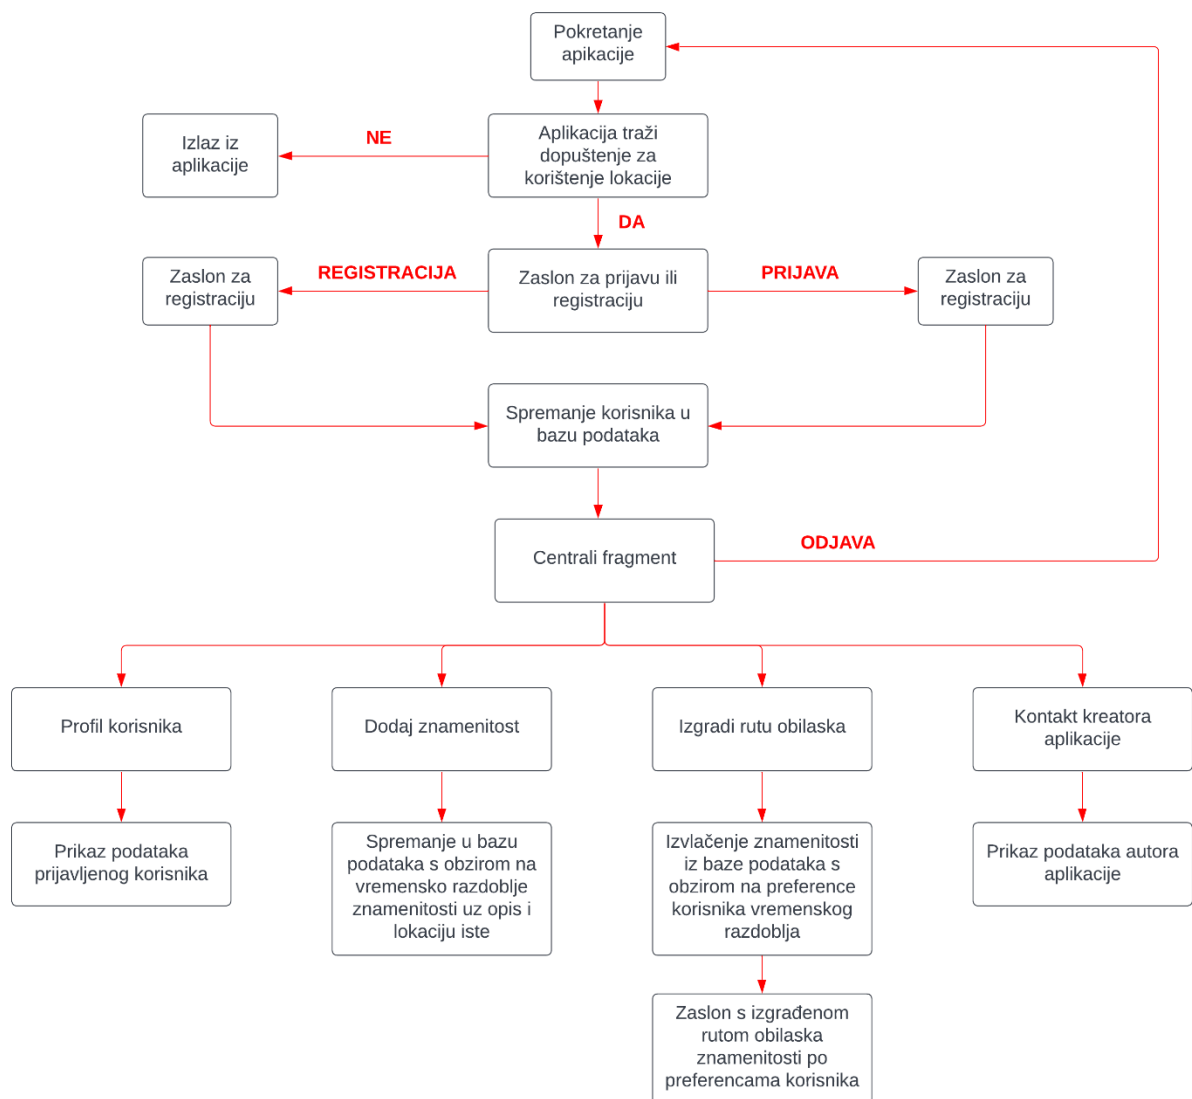 Pokretanje
apikacije
Izlaz iz
aplikacije
NE
Aplikacija traži
dopuštenje za
korištenje lokacije
DA
Zaslon za
registraciju
REGISTRACIJA
Zaslon za prijavu ili
registraciju
PRIJAVA
Zaslon za
registraciju
Spremanje korisnika u
bazu podataka
Centrali fragment
ODJAVA
Profil korisnika
Dodaj znamenitost
Izgradi rutu obilaska
Kontakt kreatora
aplikacije
Prikaz podataka
prijavljenog korisnika
Spremanje u bazu
podataka s obzirom na
vremensko razdoblje
znamenitosti uz opis i
lokaciju iste
Izvlačenje znamenitosti
iz baze podataka s
obzirom na preference
korisnika vremenskog
razdoblja
Prikaz podataka autora
aplikacije
Zaslon s izgrađenom
rutom obilaska
znamenitosti po
preferencama korisnika